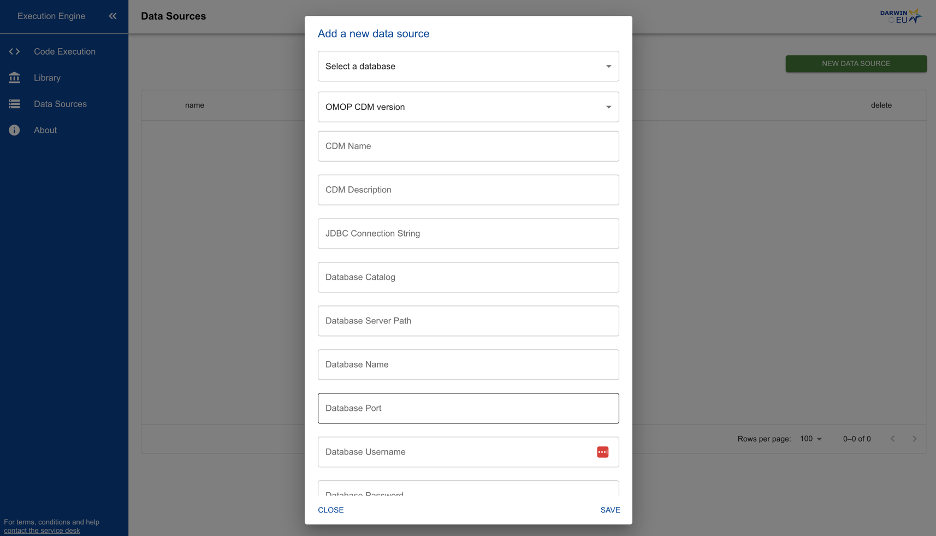 Execution Engine
Data Sources
DARWIN
EU
Code Execution
Library
Data Sources
About
For terms, conditions and help
contact the service desk
NEW DATA SOURCE
name
delete
Rows per page: 100
0–0 of 0
Add a new data source
Select a database
OMOP CDM version
CDM Name
CDM Description
JDBC Connection String
Database Catalog
Database Server Path
Database Name
Database Port
Database Username
Database Password
CLOSE
SAVE